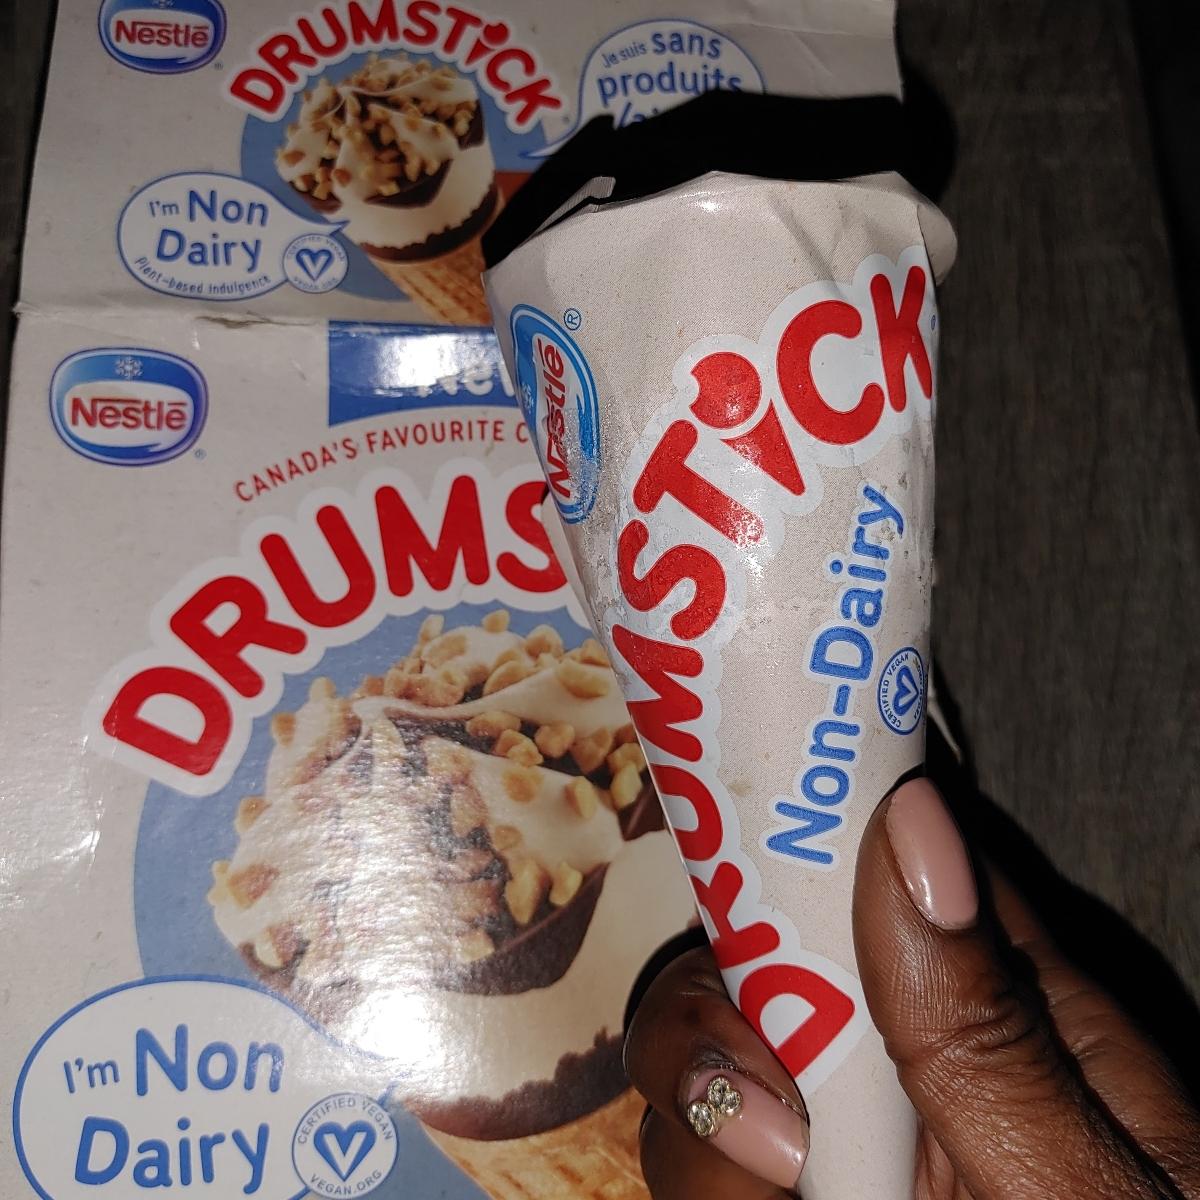 Nestlé
DRUMSTICK
Je suis sans
produits
I'm Non
Dairy
Plant-based indulgence
CERTIFIED VEGAN
VEGAN.ORG
Nestlé
®
New
CANADA'S FAVOURITE
DRUMS
I'm Non
Dairy
CERTIFIED VEGAN
VEGAN.ORG
Nestlé
®
DRUMSTICK
Non-Dairy
CERTIFIED VEGAN